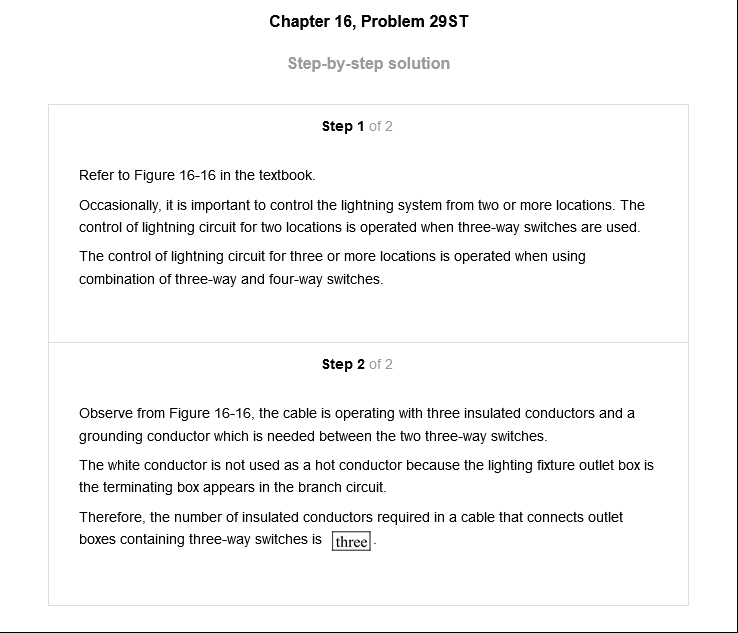 Chapter 16, Problem 29ST
Step-by-step solution
Step 1 of 2
Refer to Figure 16-16 in the textbook.
Occasionally, it is important to control the lightning system from two or more locations. The
control of lightning circuit for two locations is operated when three-way switches are used.
The control of lightning circuit for three or more locations is operated when using
combination of three-way and four-way switches.
Step 2 of 2
Observe from Figure 16-16, the cable is operating with three insulated conductors and a
grounding conductor which is needed between the two three-way switches.
The white conductor is not used as a hot conductor because the lighting fixture outlet box is
the terminating box appears in the branch circuit.
Therefore, the number of insulated conductors required in a cable that connects outlet
boxes containing three-way switches is three.